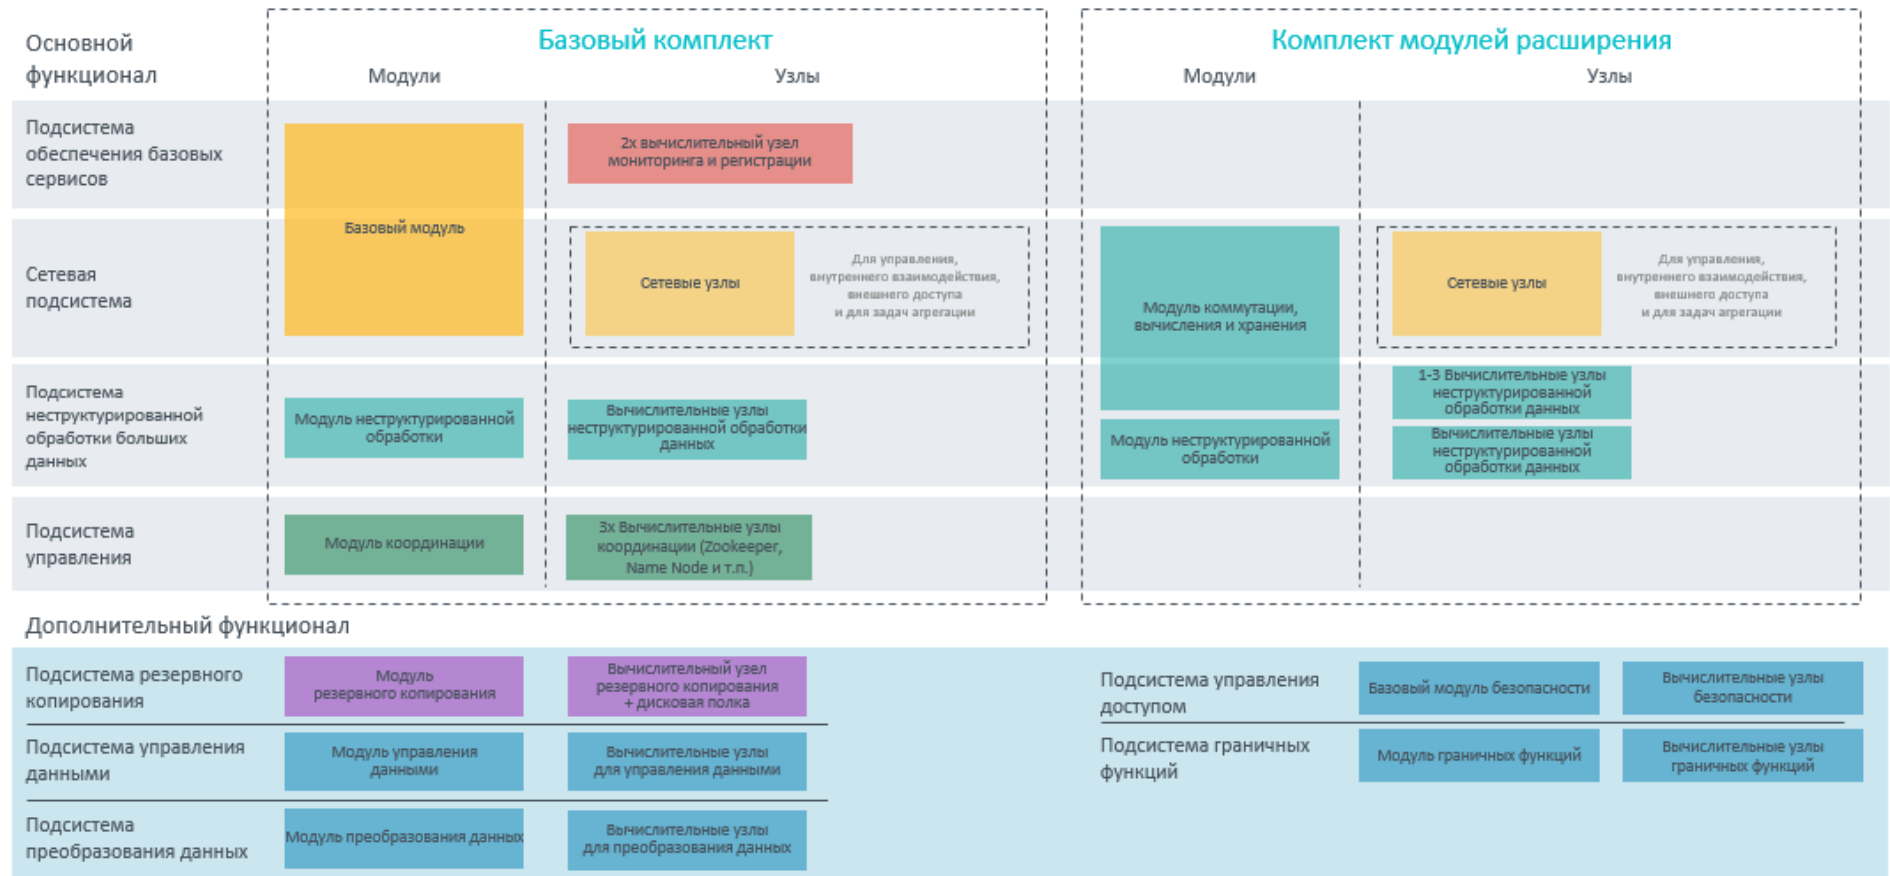 Основной
функционал
Базовый комплект
Модули
Узлы
Комплект модулей расширения
Модули
Узлы
Подсистема
обеспечения базовых
сервисов
Базовый модуль
2х вычислительный узел
мониторинга и регистрации
Сетевая
подсистема
Сетевые узлы
Для управления,
внутреннего взаимодействия,
внешнего доступа
и для задач агрегации
Модуль коммутации,
вычисления и хранения
Сетевые узлы
Для управления,
внутреннего взаимодействия,
внешнего доступа
и для задач агрегации
Подсистема
неструктурированной
обработки больших
данных
Модуль неструктурированной
обработки
Вычислительные узлы
неструктурированной обработки
данных
Модуль неструктурированной
обработки
1-3 Вычислительные узлы
неструктурированной
обработки данных
Вычислительные узлы
неструктурированной
обработки данных
Подсистема
управления
Модуль координации
3х Вычислительные узлы
координации (Zookeeper,
Name Node и т.п.)
Дополнительный функционал
Подсистема резервного
копирования
Модуль
резервного копирования
Вычислительный узел
резервного копирования
+ дисковая полка
Подсистема управления
данными
Модуль управления
данными
Вычислительные узлы
для управления данными
Подсистема
преобразования данных
Модуль преобразования данных
Вычислительные узлы
для преобразования данных
Подсистема управления
доступом
Базовый модуль безопасности
Вычислительные узлы
безопасности
Подсистема граничных
функций
Модуль граничных функций
Вычислительные узлы
граничных функций